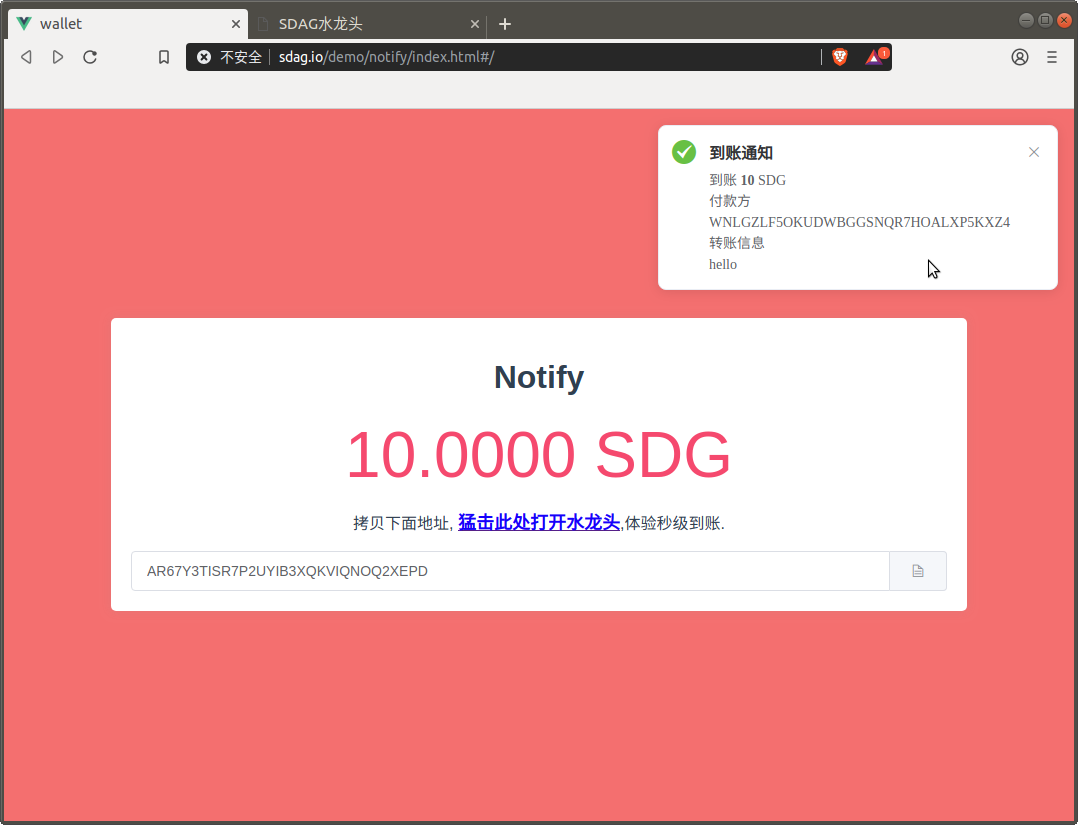 wallet
SDAG水龙头
不安全 sdag.io/demo/notify/index.html#/
1
到账通知
到账 10 SDG
付款方
WNLGZLF5OKUDWBGGSNQR7HOALXP5KXZ4
转账信息
hello
Notify
10.0000 SDG
拷贝下面地址, 猛击此处打开水龙头,体验秒级到账.
AR67Y3TISR7P2UYIB3XQKVIQNOQ2XEPD